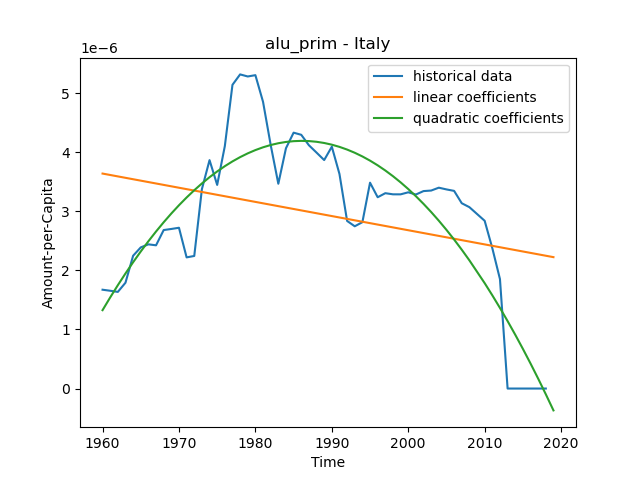 alu_prim - Italy
1e−6
historical data
linear coefficients
quadratic coefficients
5
4
3
2
1
0
Amount-per-Capita
1960 1970 1980 1990 2000 2010 2020
Time